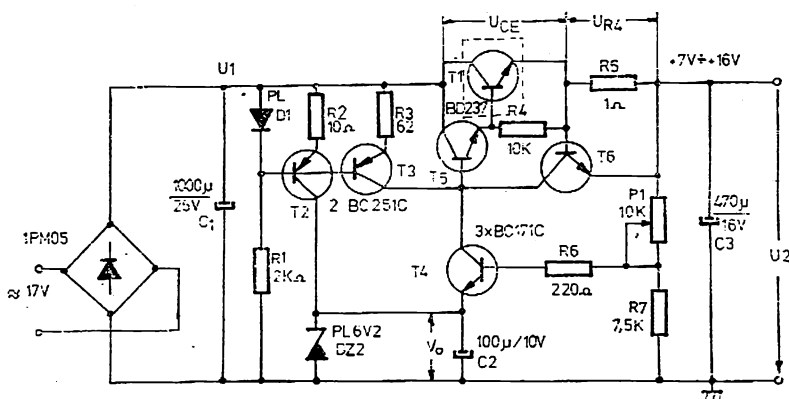 UCE
UR4
U1
T1
R5
+7V÷+16V
1Ω
PL
D1
R2
10Ω
R3
62
BD237
R4
10K
T6
T5
T3
T2
2
BC251C
P1
10K
470µ
16V
C3
1000µ
25V
C1
3xBC171C
1PM05
R1
2KΩ
T4
R6
220Ω
U2
≈ 17V
R7
7,5K
PL6V2
DZ2
Vo
100µ/10V
C2